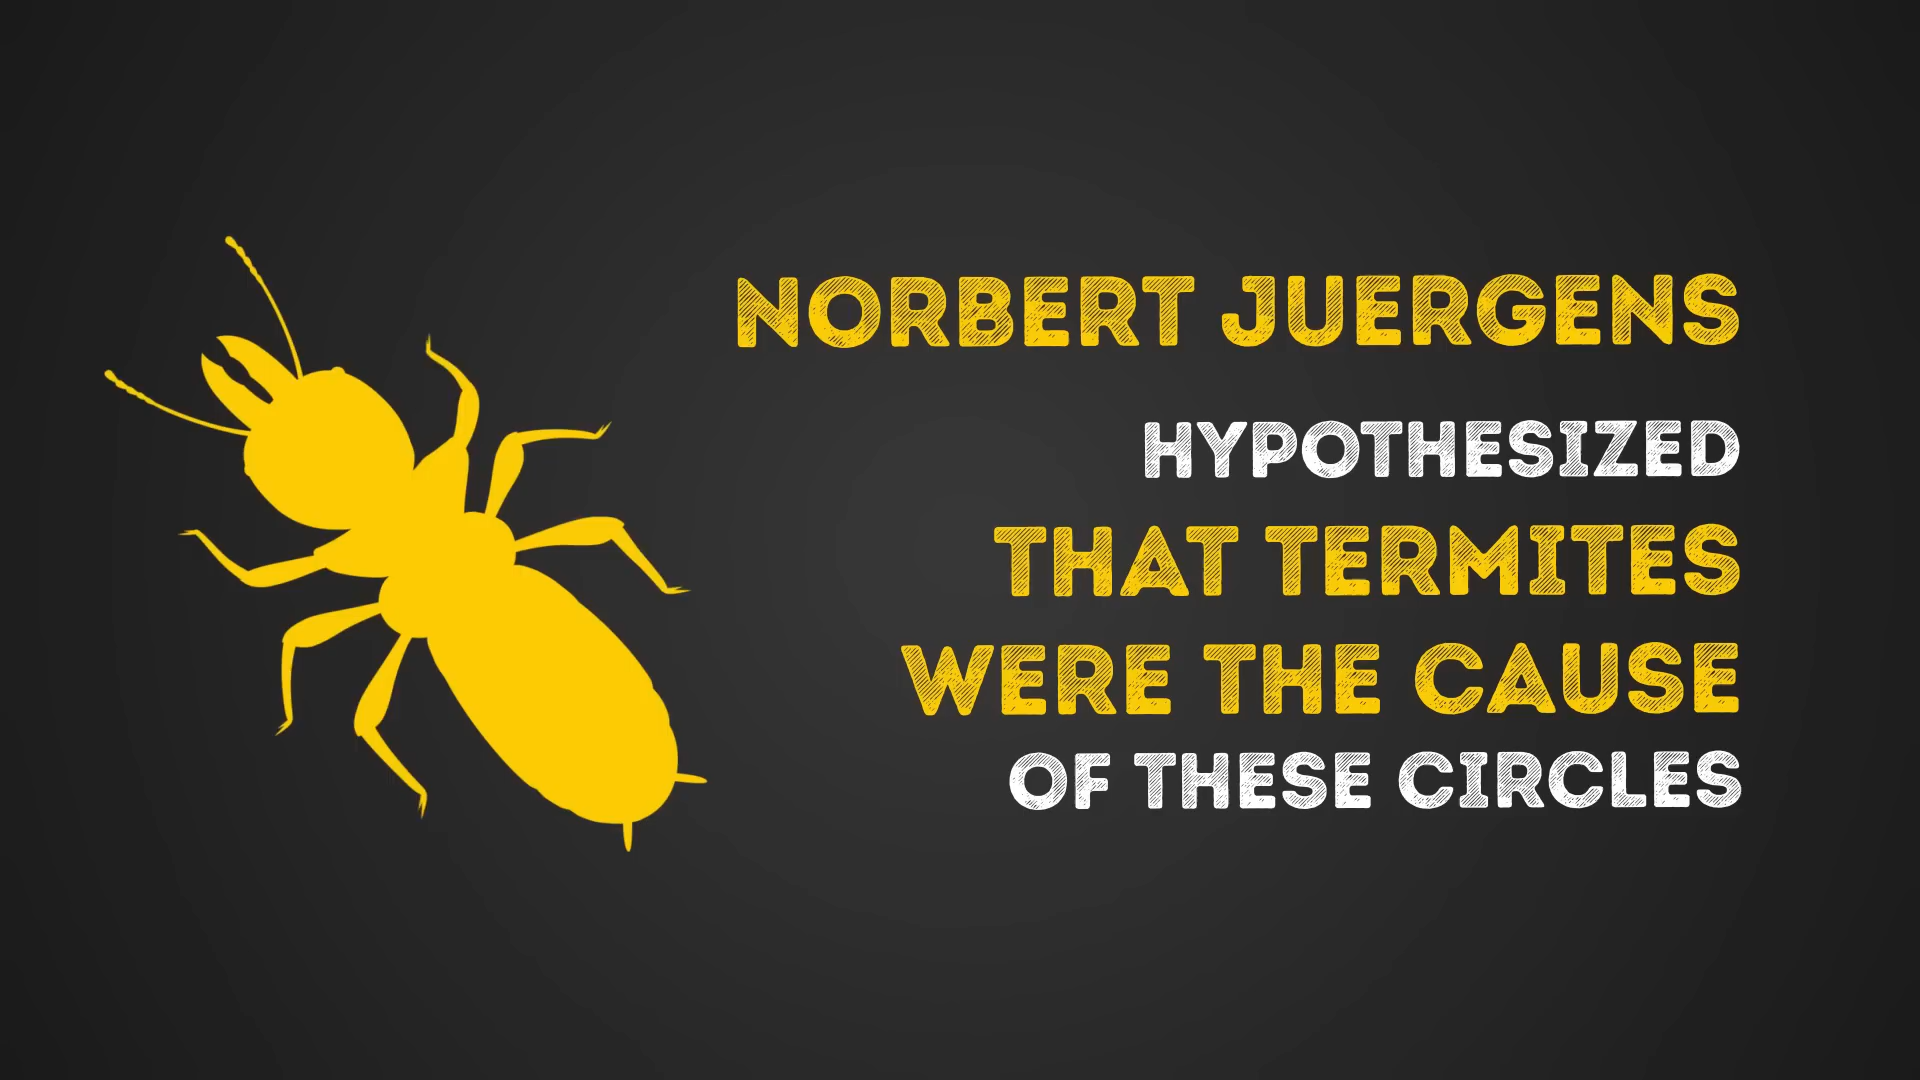 NORBERT JUERGENS
HYPOTHESIZED
THAT TERMITES
WERE THE CAUSE
OF THESE CIRCLES